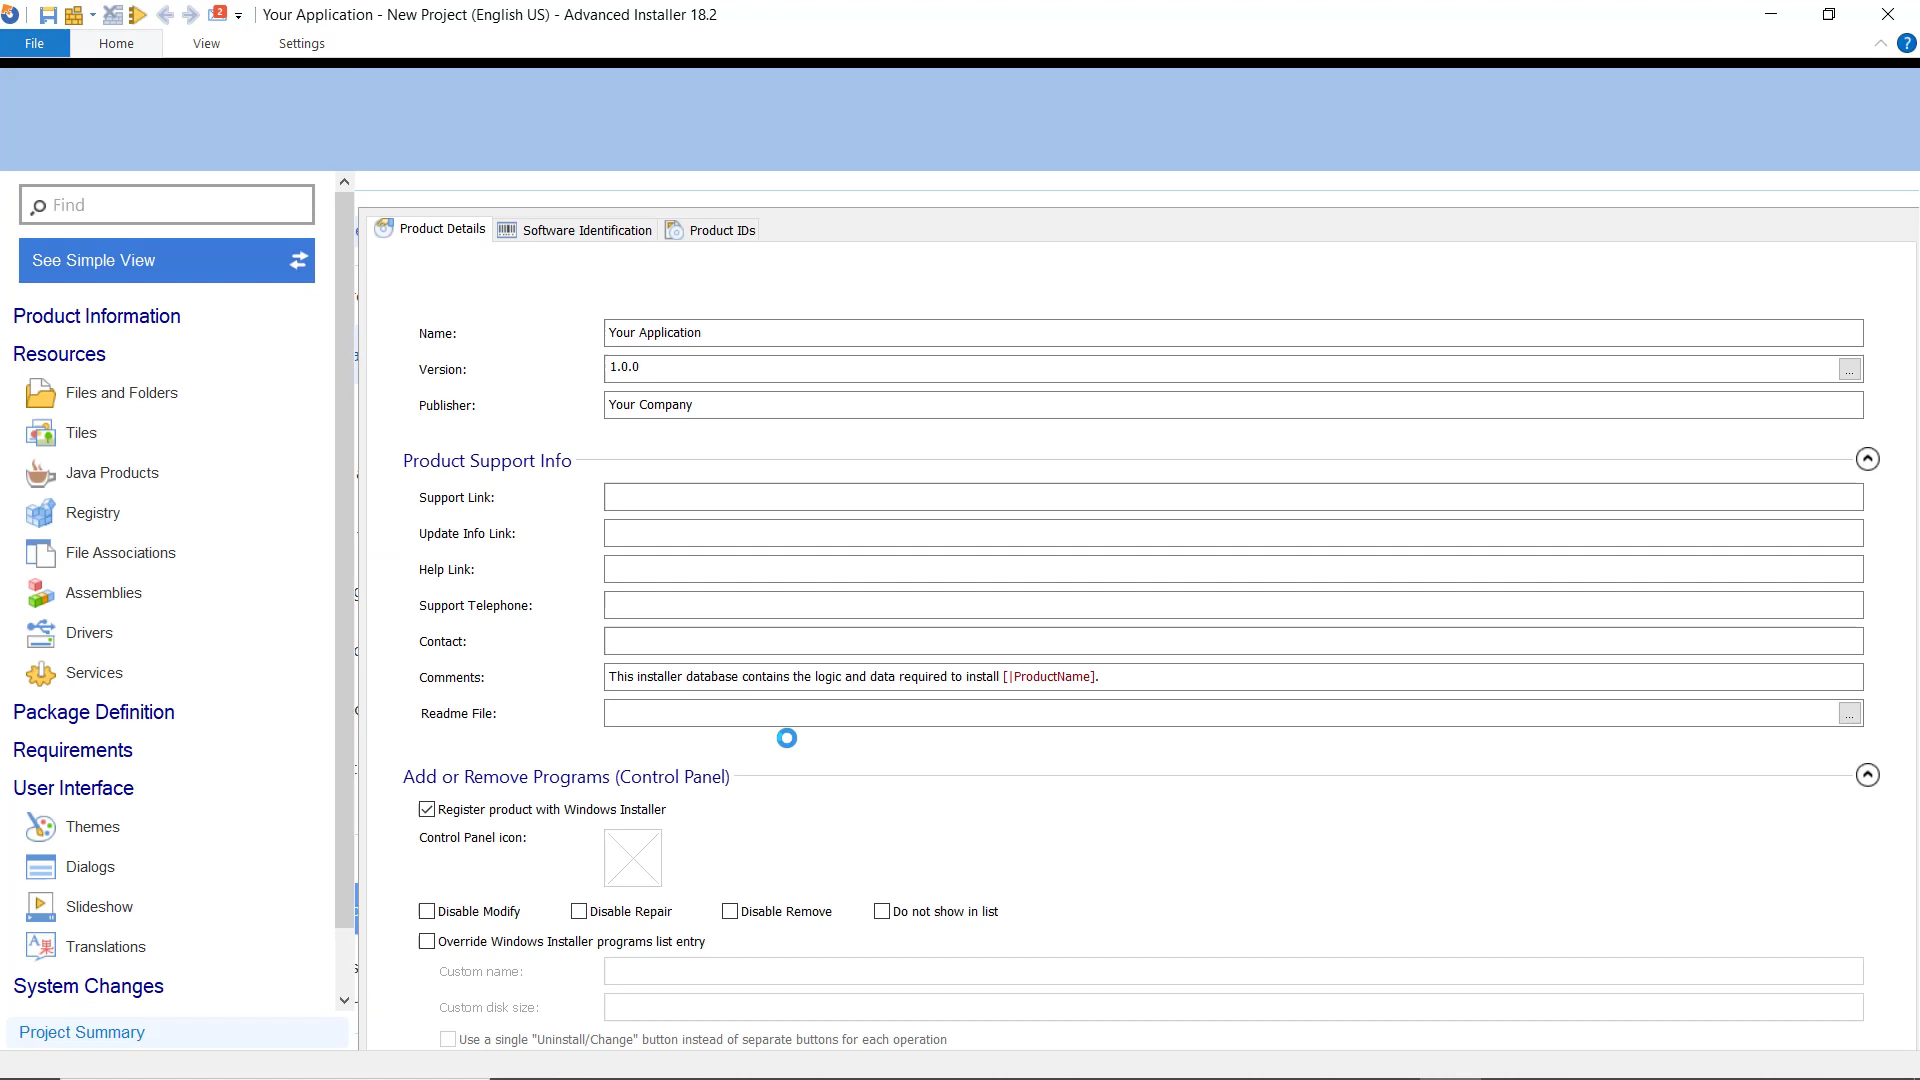 2
Your Application - New Project (English US) - Advanced Installer 18.2
File
Home
View
Settings
?
Find
See Simple View
Product Information
Resources
Files and Folders
Tiles
Java Products
Registry
File Associations
Assemblies
Drivers
Services
Package Definition
Requirements
User Interface
Themes
Dialogs
Slideshow
Translations
System Changes
Project Summary
Product Details
Software Identification
Product IDs
Name:
Your Application
Version:
1.0.0
...
Publisher:
Your Company
Product Support Info
Support Link:
Update Info Link:
Help Link:
Support Telephone:
Contact:
Comments:
This installer database contains the logic and data required to install [|ProductName].
Readme File:
...
Add or Remove Programs (Control Panel)
Register product with Windows Installer
Control Panel icon:
Disable Modify
Disable Repair
Disable Remove
Do not show in list
Override Windows Installer programs list entry
Custom name:
Custom disk size:
Use a single "Uninstall/Change" button instead of separate buttons for each operation